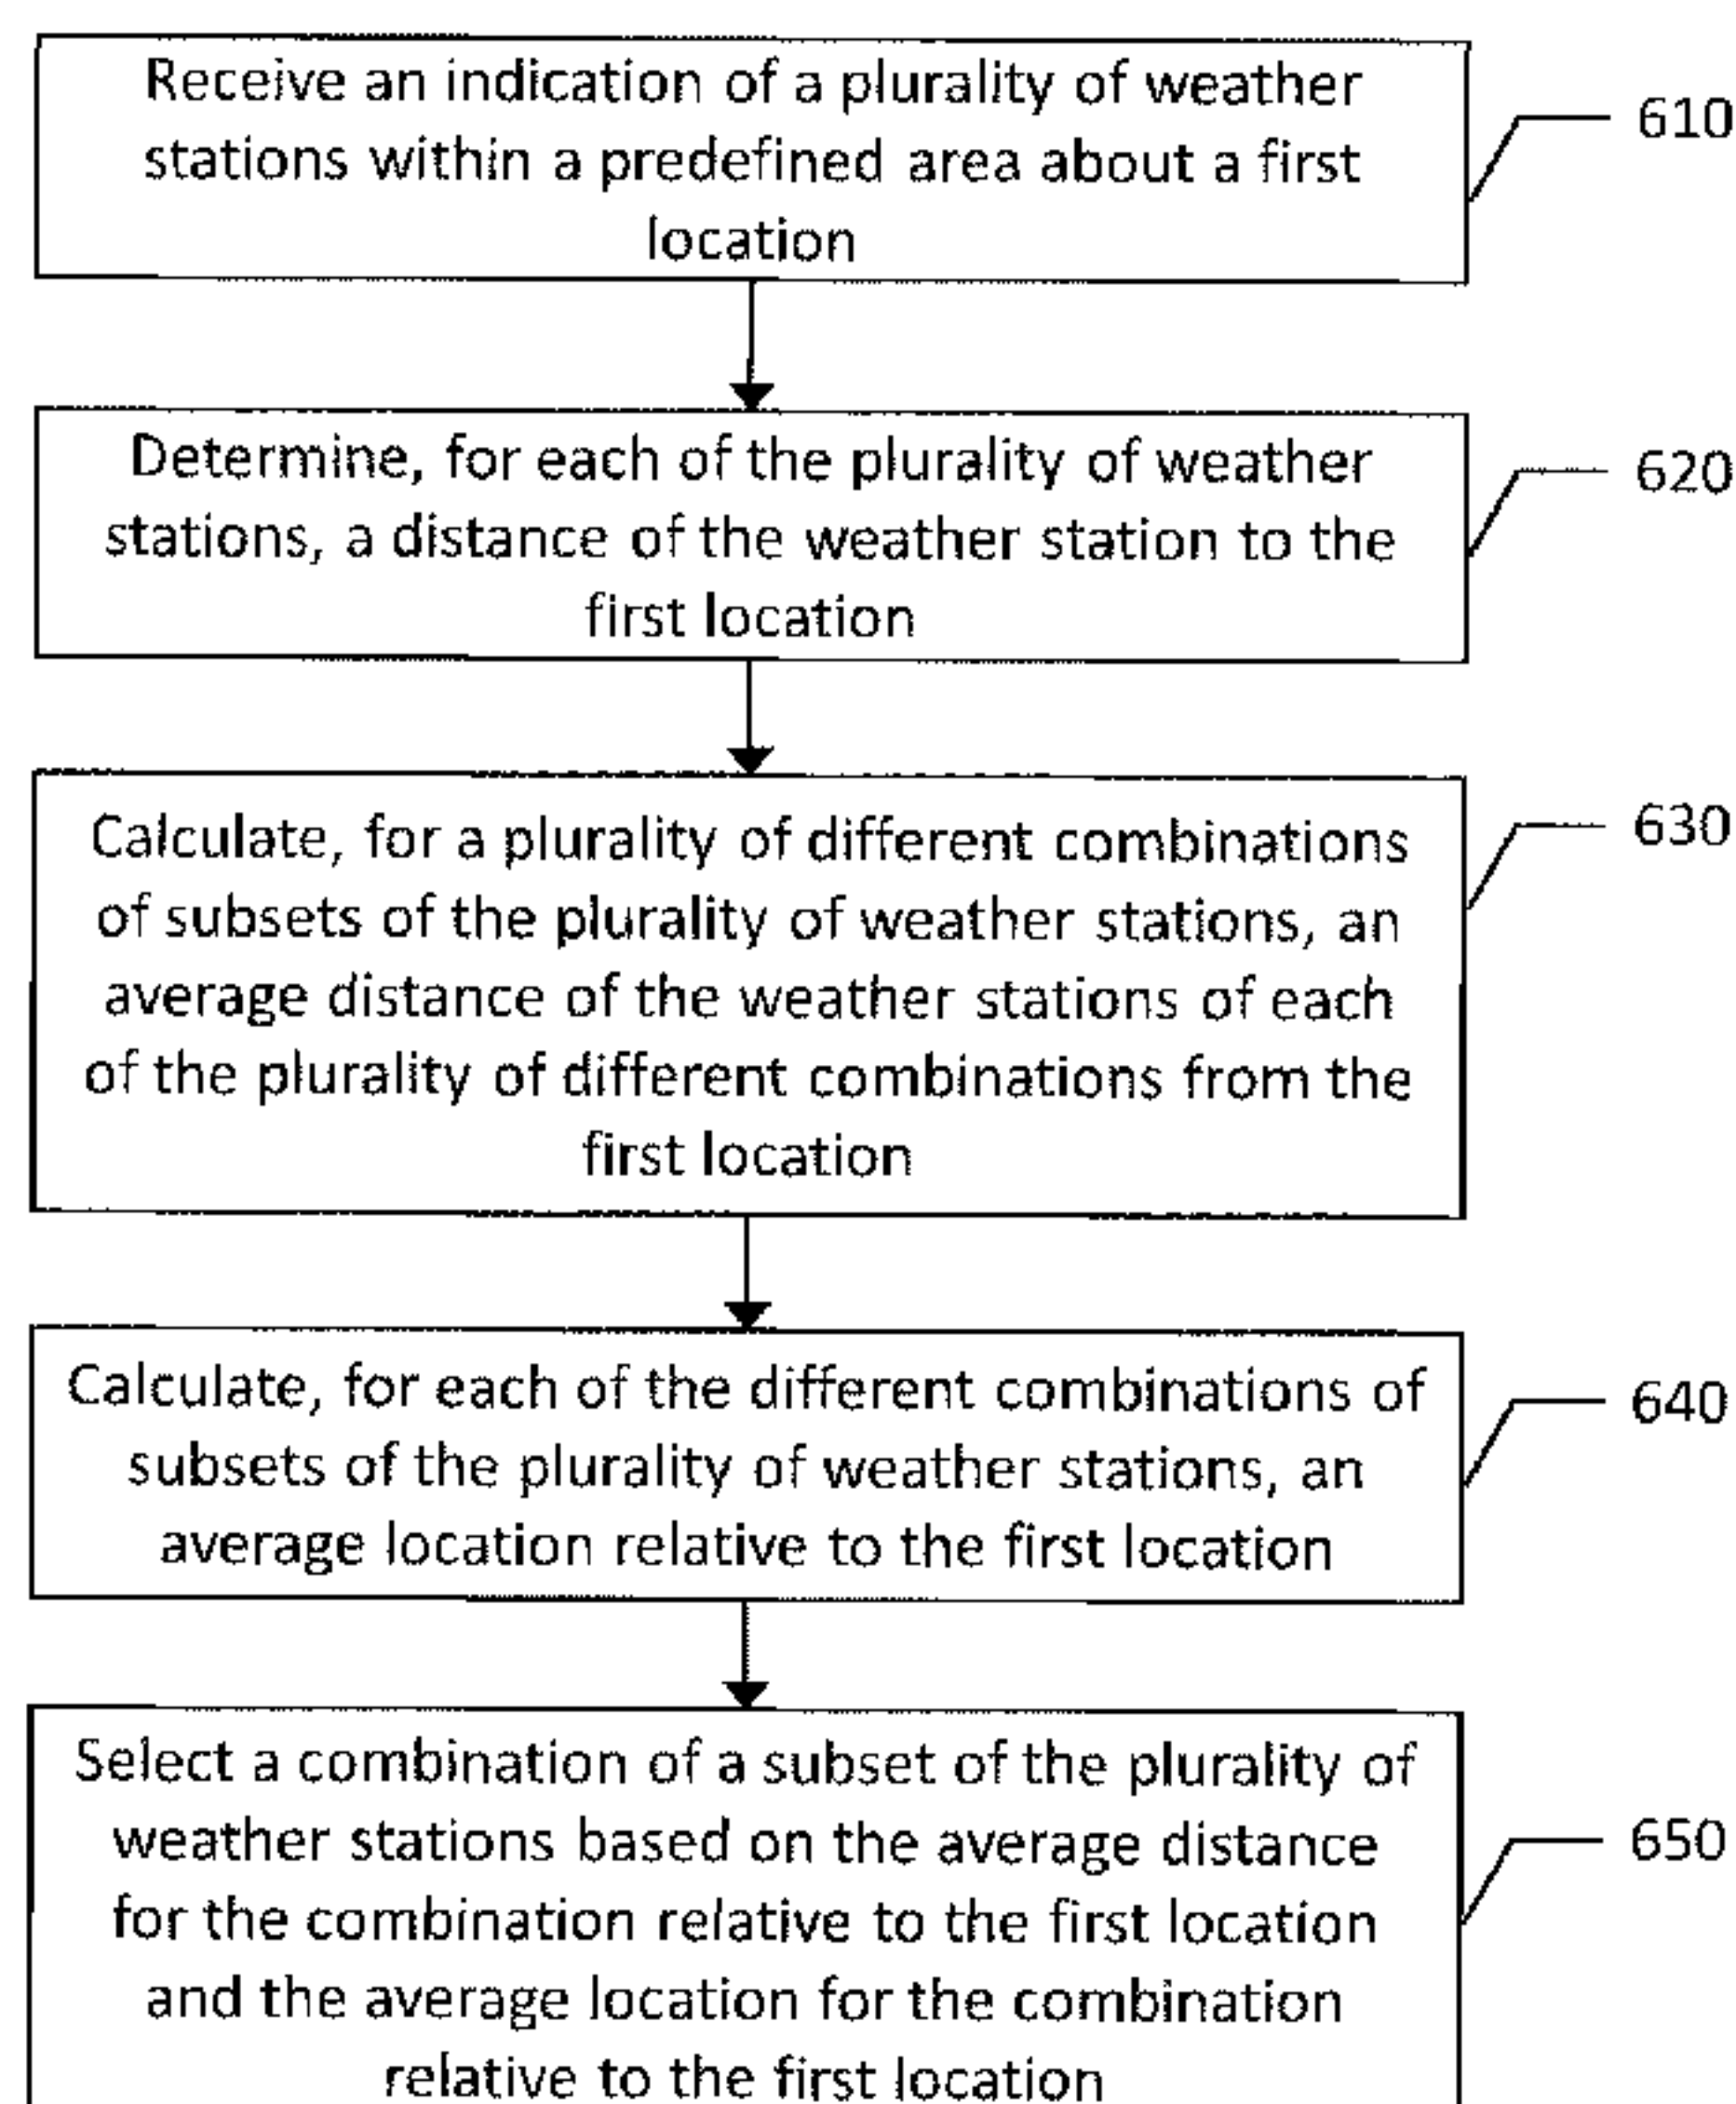 Receive an indication of a plurality of weather
stations within a predefined area about a first
location
610
Determine, for each of the plurality of weather
stations, a distance of the weather station to the
first location
620
Calculate, for a plurality of different combinations
of subsets of the plurality of weather stations, an
average distance of the weather stations of each
of the plurality of different combinations from the
first location
630
Calculate, for each of the different combinations of
subsets of the plurality of weather stations, an
average location relative to the first location
640
Select a combination of a subset of the plurality of
weather stations based on the average distance
for the combination relative to the first location
and the average location for the combination
relative to the first location
650